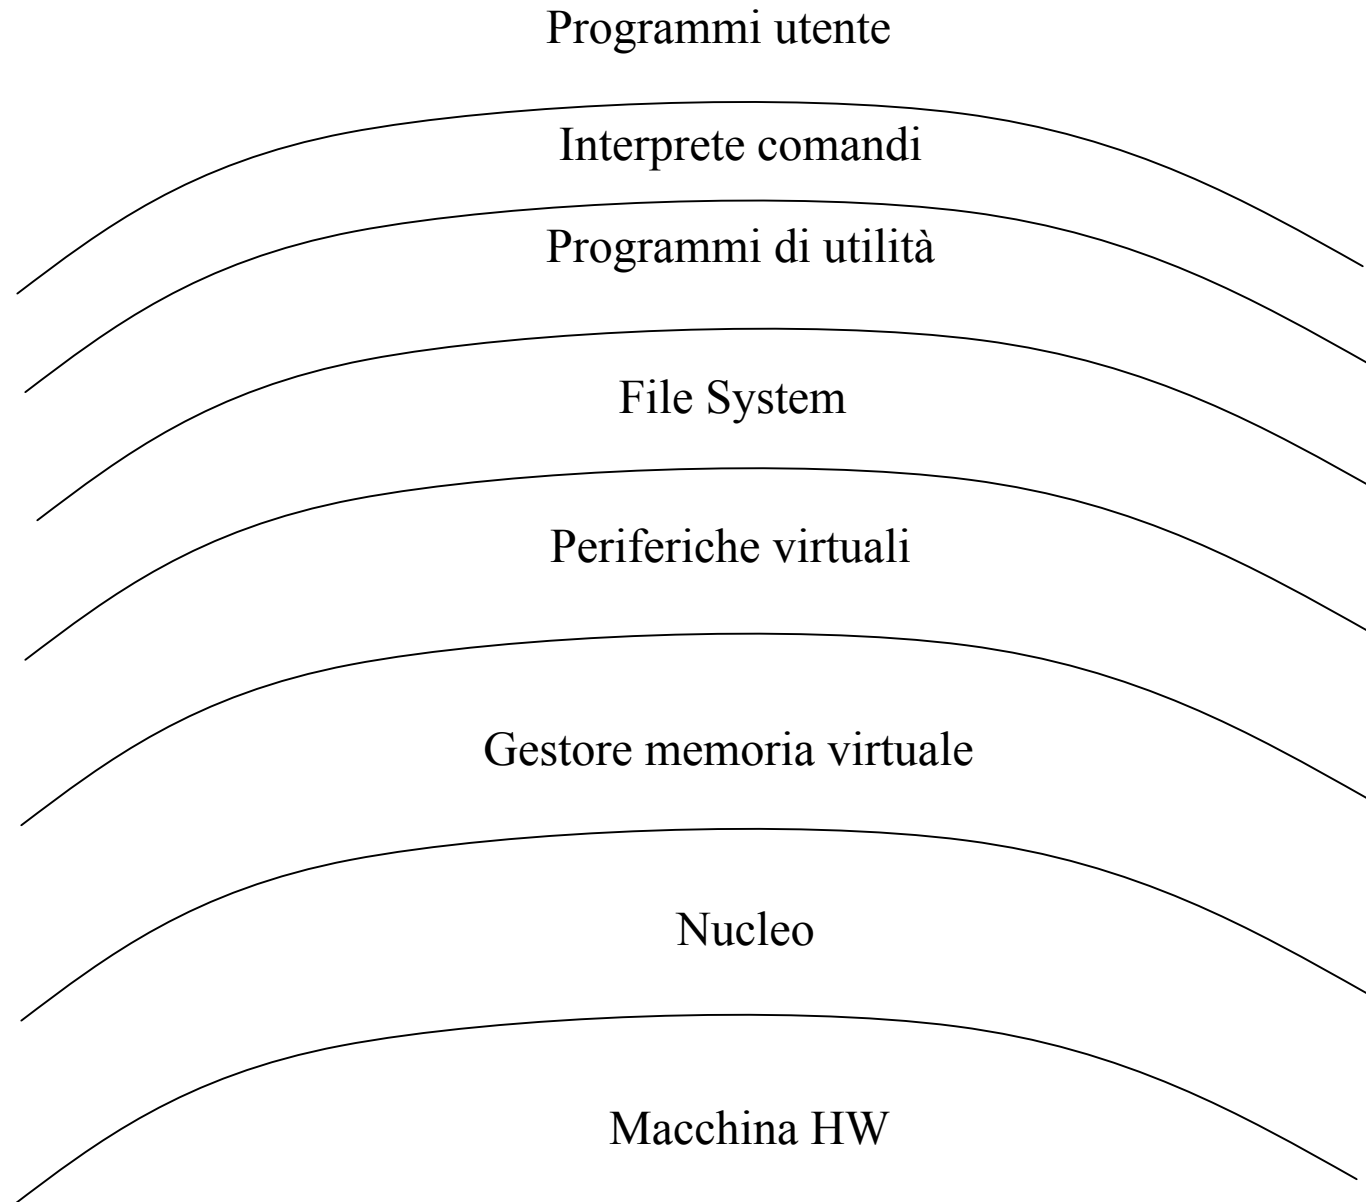 Programmi utente
Interprete comandi
Programmi di utilità
File System
Periferiche virtuali
Gestore memoria virtuale
Nucleo
Macchina HW